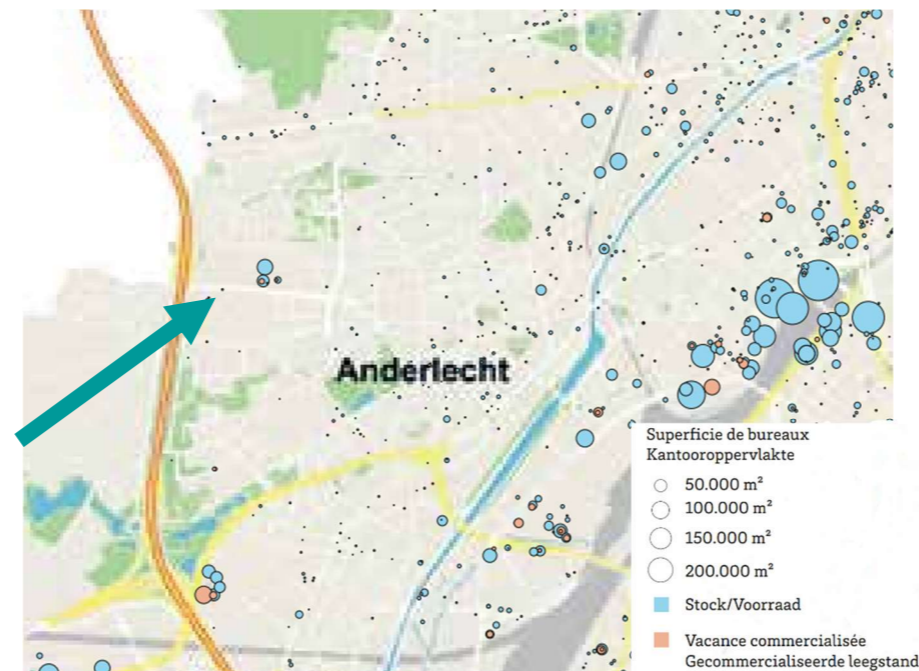 Anderlecht
Superficie de bureaux
Kantooroppervlakte
50.000 m²
100.000 m²
150.000 m²
200.000 m²
Stock/Voorraad
Vacance commercialisée
Gecommercialiseerde leegstand